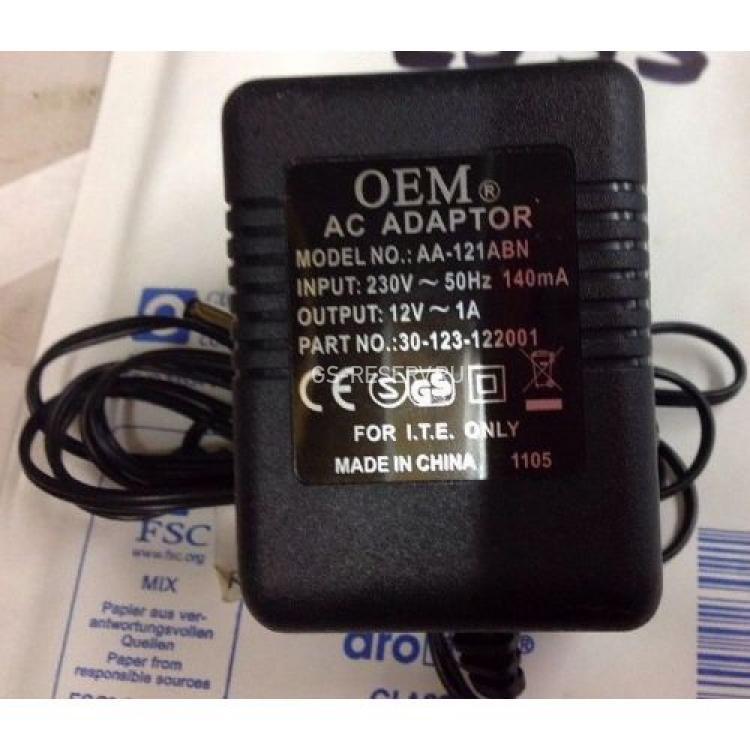 OEM®
AC ADAPTOR
MODEL NO.: AA-121ABN
INPUT: 230V ~ 50Hz 140mA
OUTPUT: 12V ~ 1A
PART NO.:30-123-122001
GS-RESERV.RU
CE S GS
FOR I.T.E. ONLY
MADE IN CHINA 1105
FSC
www.fsc.org
MIX
Papier aus ver-
antwortungsvollen
Quellen
Paper from
responsible sources
aro ®